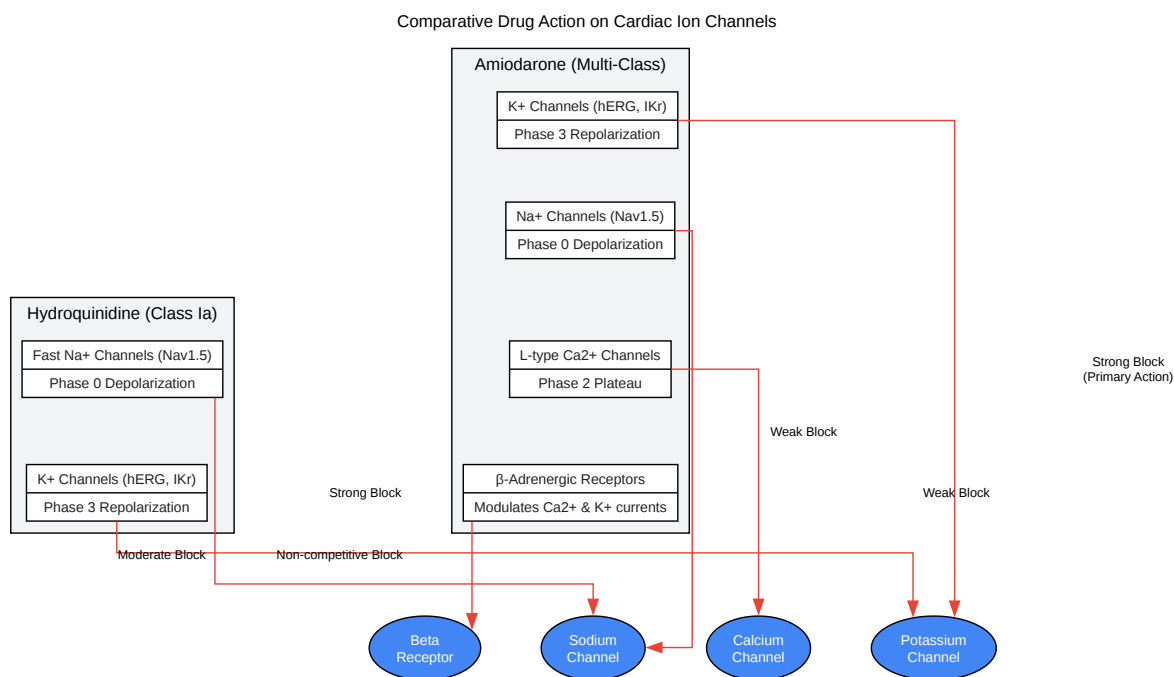 Comparative Drug Action on Cardiac Ion Channels
Amiodarone (Multi-Class)
K+ Channels (hERG, IKr)
Phase 3 Repolarization
Na+ Channels (Nav1.5)
Phase 0 Depolarization
Hydroquinidine (Class Ia)
Fast Na+ Channels (Nav1.5)
Phase 0 Depolarization
L-type Ca2+ Channels
Phase 2 Plateau
Strong Block
(Primary Action)
Weak Block
K+ Channels (hERG, IKr)
Phase 3 Repolarization
Strong Block
β-Adrenergic Receptors
Modulates Ca2+ & K+ currents
Weak Block
Moderate Block
Non-competitive Block
Beta
Receptor
Sodium
Channel
Calcium
Channel
Potassium
Channel